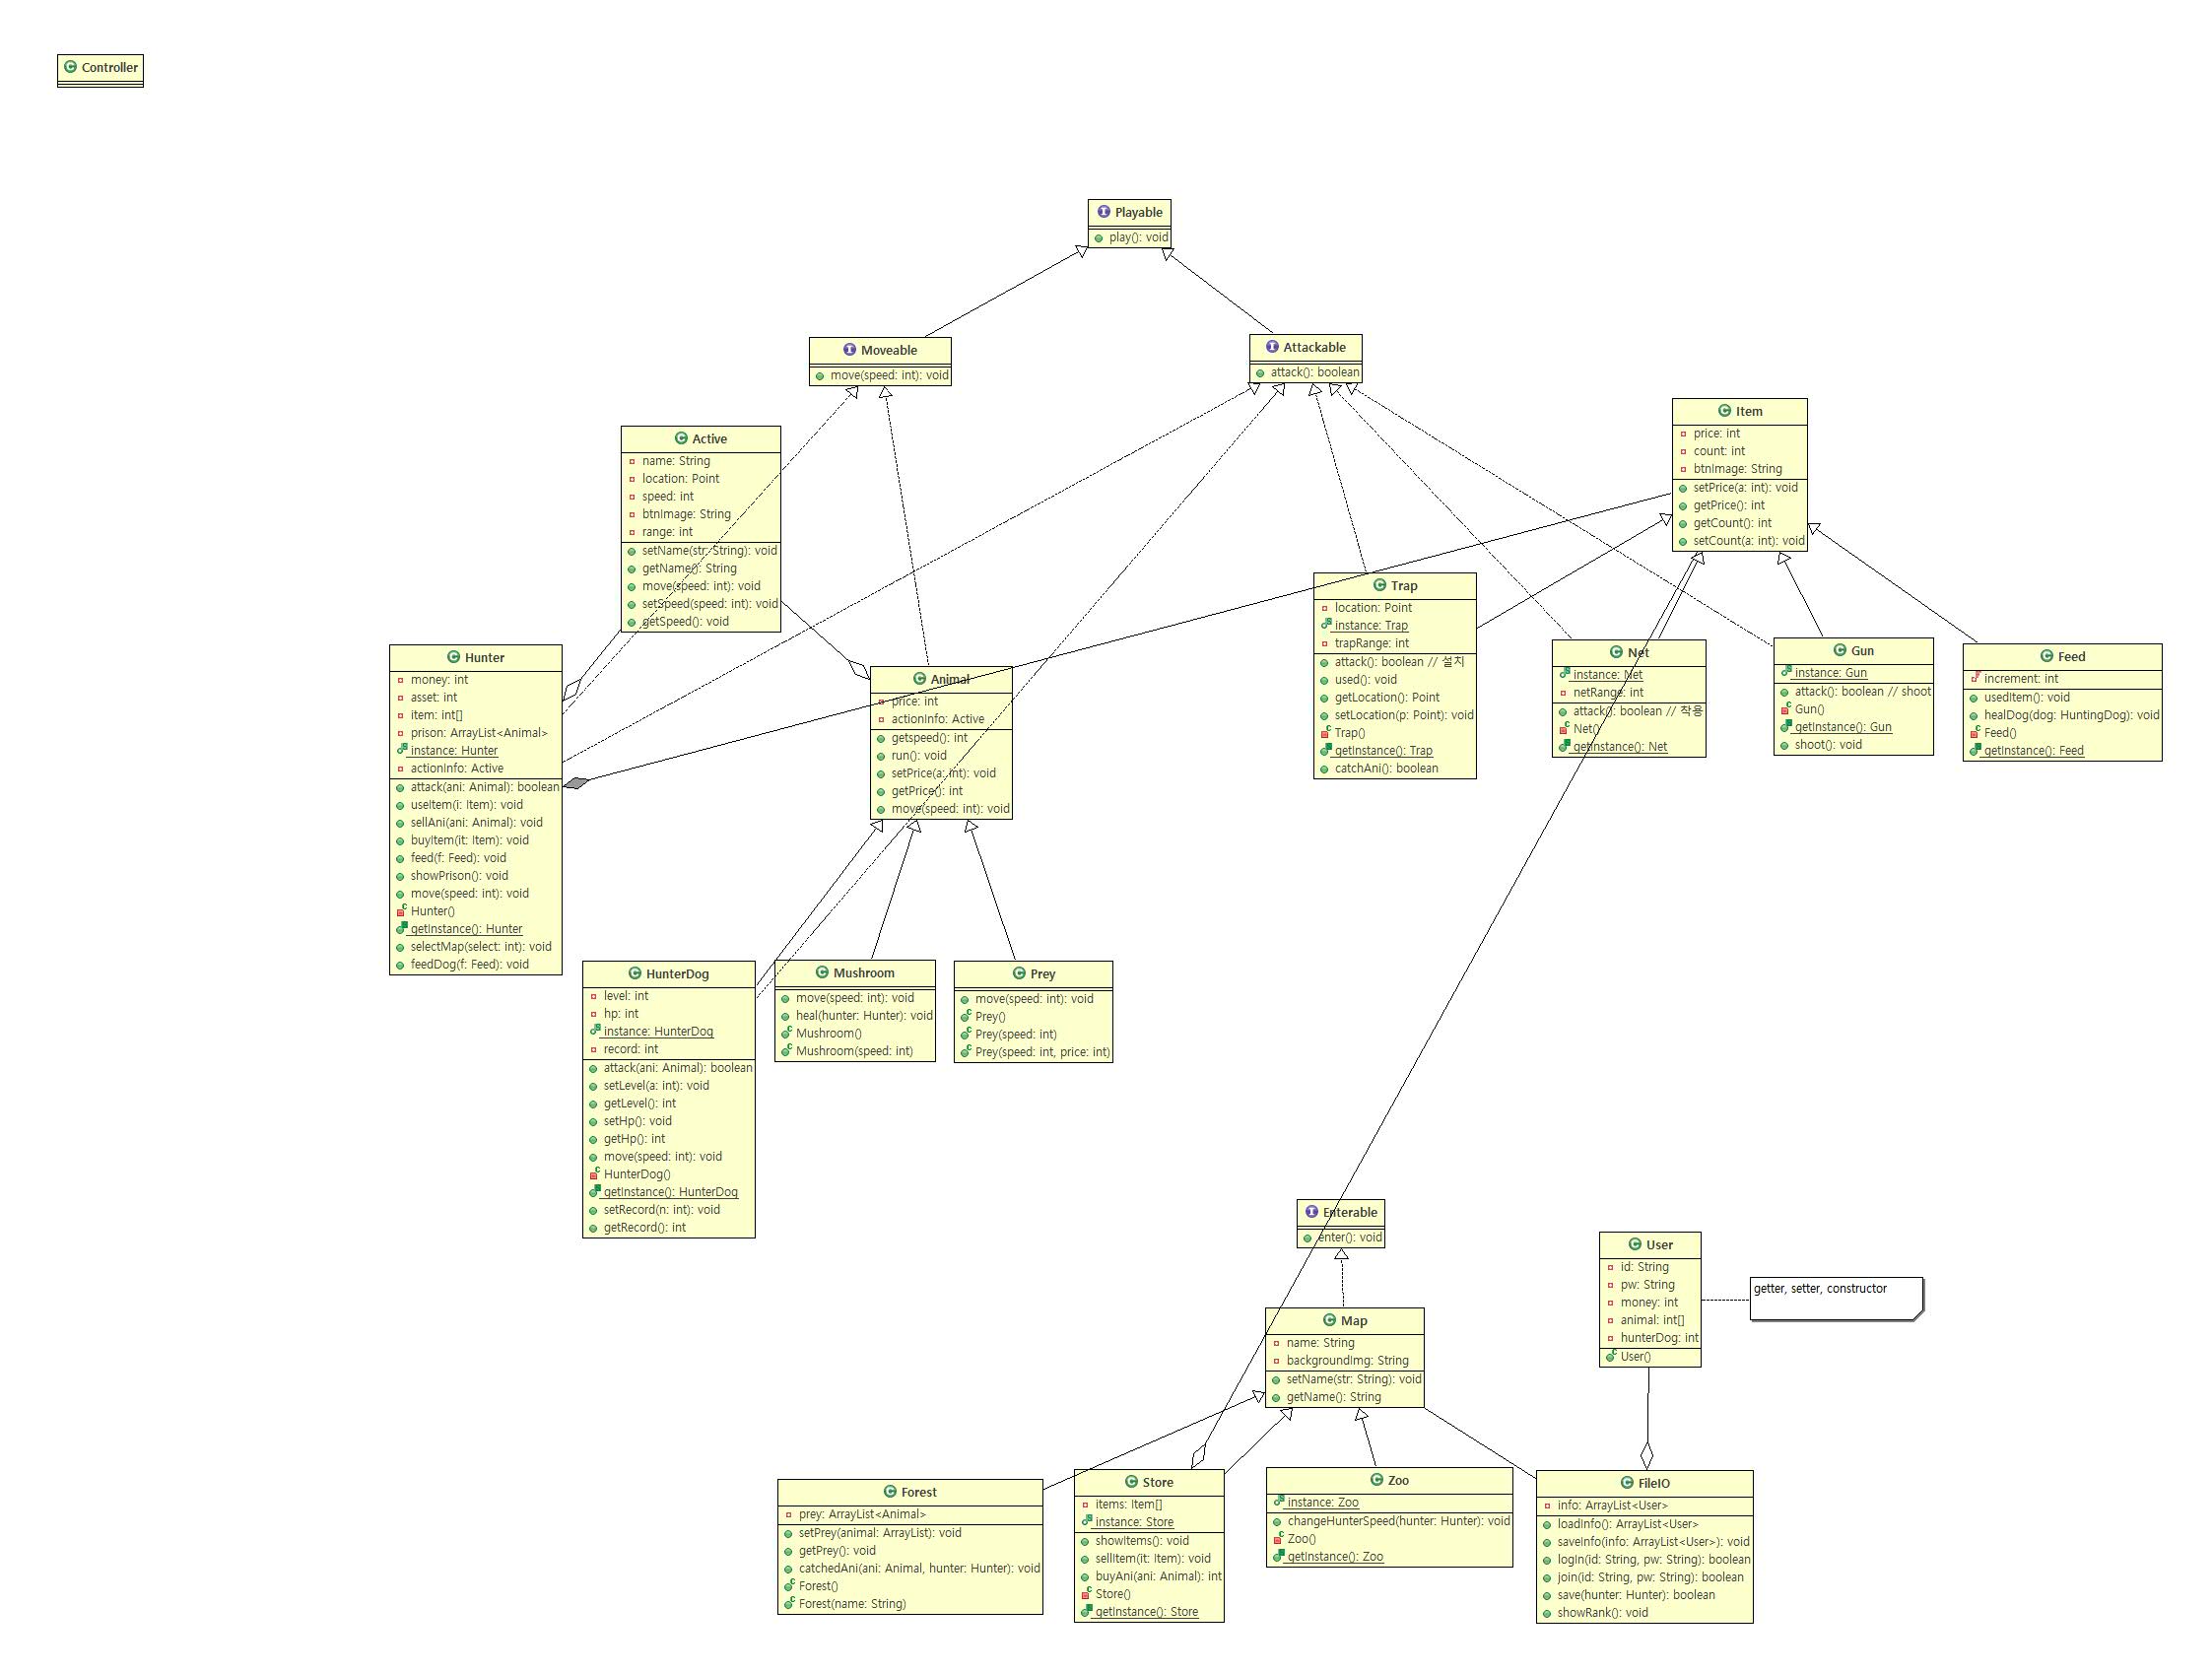 Controller
Playable
play(): void
Moveable
move(speed: int): void
Attackable
attack(): boolean
Item
price: int
count: int
btnImage: String
setPrice(a: int): void
getPrice(): int
getCount(): int
setCount(a: int): void
Active
name: String
location: Point
speed: int
btnImage: String
range: int
setName(str: String): void
getName(): String
move(speed: int): void
setSpeed(speed: int): void
getSpeed(): void
Hunter
money: int
asset: int
item: int[]
prison: ArrayList<Animal>
instance: Hunter
actionInfo: Active
attack(ani: Animal): boolean
useItem(i: Item): void
sellAni(ani: Animal): void
buyItem(it: Item): void
feed(f: Feed): void
showPrison(): void
move(speed: int): void
Hunter()
getInstance(): Hunter
selectMap(select: int): void
feedDog(f: Feed): void
Animal
price: int
actionInfo: Active
getspeed(): int
run(): void
setPrice(a: int): void
getPrice(): int
move(speed: int): void
Trap
location: Point
instance: Trap
trapRange: int
attack(): boolean // 설치
used(): void
getLocation(): Point
setLocation(p: Point): void
Trap()
getInstance(): Trap
catchAni(): boolean
Net
instance: Net
netRange: int
attack(): boolean // 착용
Net()
getInstance(): Net
Gun
instance: Gun
attack(): boolean // shoot
Gun()
getInstance(): Gun
shoot(): void
Feed
increment: int
usedItem(): void
healDog(dog: HuntingDog): void
Feed()
getInstance(): Feed
HunterDog
level: int
hp: int
instance: HunterDog
record: int
attack(ani: Animal): boolean
setLevel(a: int): void
getLevel(): int
setHp(): void
getHp(): int
move(speed: int): void
HunterDog()
getInstance(): HunterDog
setRecord(n: int): void
getRecord(): int
Mushroom
move(speed: int): void
heal(hunter: Hunter): void
Mushroom()
Mushroom(speed: int)
Prey
move(speed: int): void
Prey()
Prey(speed: int)
Prey(speed: int, price: int)
Enterable
enter(): void
User
id: String
pw: String
money: int
animal: int[]
hunterDog: int
User()
getter, setter, constructor
Map
name: String
backgroundImg: String
setName(str: String): void
getName(): String
Forest
prey: ArrayList<Animal>
setPrey(animal: ArrayList): void
getPrey(): void
catchedAni(ani: Animal, hunter: Hunter): void
Forest()
Forest(name: String)
Store
items: Item[]
instance: Store
showItems(): void
sellItem(it: Item): void
buyAni(ani: Animal): int
Store()
getInstance(): Store
Zoo
instance: Zoo
changeHunterSpeed(hunter: Hunter): void
Zoo()
getInstance(): Zoo
FileIO
info: ArrayList<User>
loadInfo(): ArrayList<User>
saveInfo(info: ArrayList<User>): void
logIn(id: String, pw: String): boolean
join(id: String, pw: String): boolean
save(hunter: Hunter): boolean
showRank(): void